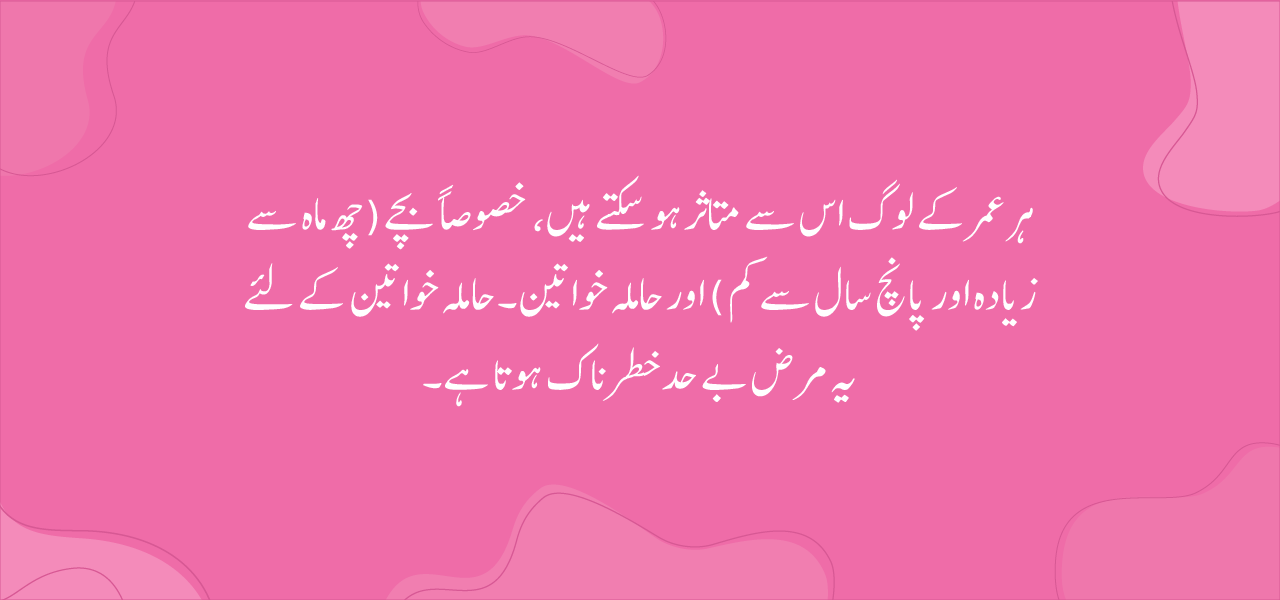 ہر عمر کے لوگ اس سے متاثر ہو سکتے ہیں، خصوصاً بچے (چھ ماہ سے
زیادہ اور پانچ سال سے کم) اور حاملہ خواتین۔ حاملہ خواتین کے لئے
یہ مرض بے حد خطرناک ہوتا ہے۔